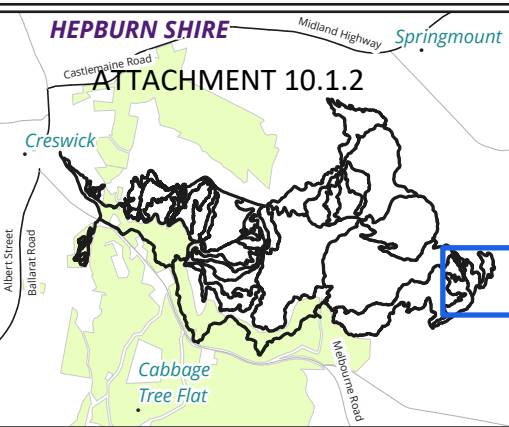 HEPBURN SHIRE
Midland Highway
Springmount
Castlemaine Road
ATTACHMENT 10.1.2
Creswick
Albert Street
Ballarat Road
Cabbage
Tree Flat
Melbourne Road